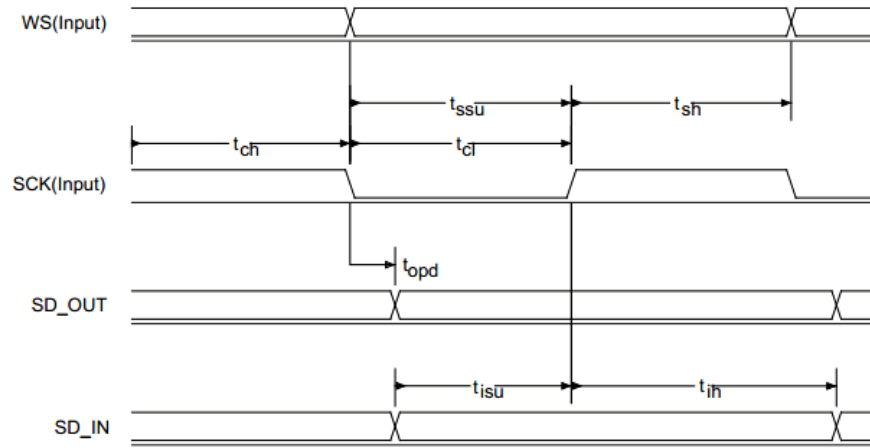 WS(Input)
tssu
tsh
tch
tcl
SCK(Input)
topd
SD_OUT
tisu
tih
SD_IN